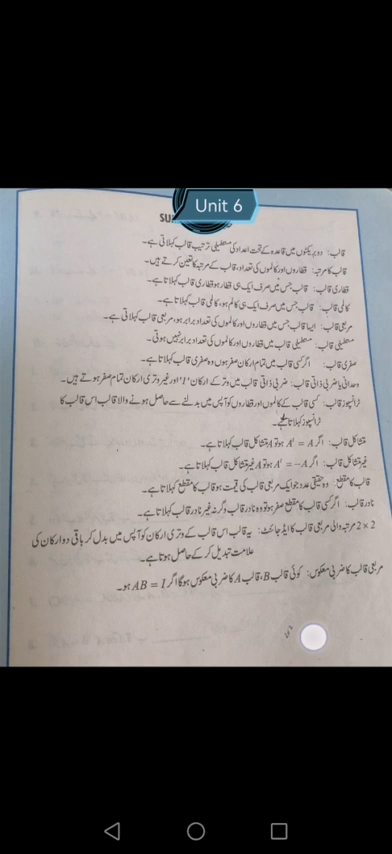 Unit 6
SU
قالب: دو بریکٹوں میں قاعدہ کے تحت اعداد کی مستطیلی ترتیب قالب کہلاتی ہے۔
قالب کا مرتبہ: قطاروں اور کالموں کی تعداد، قالب کے مرتبہ کا تعین کرتے ہیں۔
قطاری قالب: قالب جس میں صرف ایک ہی قطار ہو قطاری قالب کہلاتا ہے۔
کالمی قالب: قالب جس میں صرف ایک ہی کالم ہو، کالمی قالب کہلاتا ہے۔
مربعی قالب: ایسا قالب جس میں قطاروں اور کالموں کی تعداد برابر ہو، مربعی قالب کہلاتی ہے۔
مستطیلی قالب: مستطیلی قالب میں قطاروں اور کالموں کی تعداد برابر نہیں ہوتی۔
صفری قالب: اگر کسی قالب میں تمام ارکان صفر ہوں وہ صفری قالب کہلاتا ہے۔
وحدانی یا ضربی ذاتی قالب: ضربی ذاتی قالب میں وتر کے ارکان '1' اور غیر وتری ارکان تمام صفر ہوتے ہیں۔
ٹرانسپوز قالب: کسی قالب کے کالموں اور قطاروں کو آپس میں بدلنے سے حاصل ہونے والا قالب اس قالب کا
ٹرانسپوز کہلاتا ہے۔
متشاکل قالب: اگر Aᵗ = A ہو تو A متشاکل قالب کہلاتا ہے۔
غیر متشاکل قالب: اگر Aᵗ = −A ہو تو A غیر متشاکل قالب کہلاتا ہے۔
قالب کا مقطع: وہ حقیقی عدد جو ایک مربعی قالب کی قیمت ہو قالب کا مقطع کہلاتا ہے۔
نادر قالب: اگر کسی قالب کا مقطع صفر ہو تو وہ نادر قالب وگرنہ غیر نادر قالب کہلاتا ہے۔
2 × 2 مرتبہ والی مربعی قالب کا ایڈجائنٹ: یہ قالب اس قالب کے وتری ارکان کو آپس میں بدل کر باقی دو ارکان کی
علامت تبدیل کر کے حاصل ہوتا ہے۔
مربعی قالب کا ضربی معکوس: کوئی قالب B، قالب A کا ضربی معکوس ہوگا اگر AB = I ہو۔